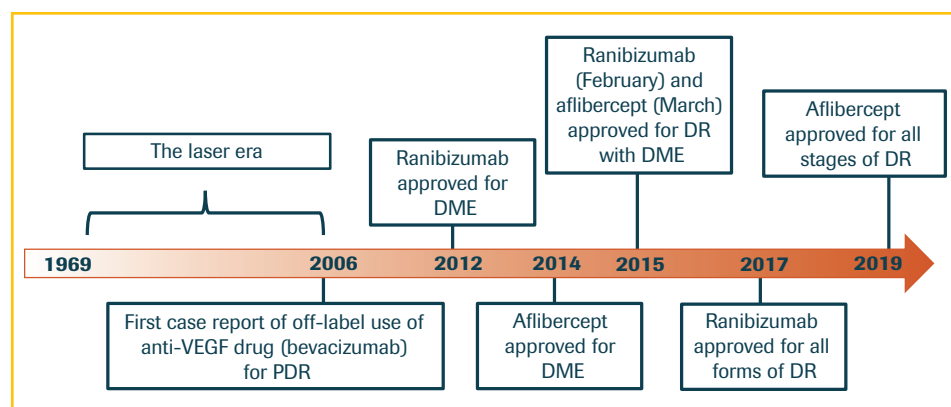 The laser era
Ranibizumab
approved for
DME
Ranibizumab
(February) and
aflibercept (March)
approved for DR
with DME
Aflibercept
approved for all
stages of DR
1969
2006
2012
2014
2015
2017
2019
First case report of off-label use of
anti-VEGF drug (bevacizumab)
for PDR
Aflibercept
approved for
DME
Ranibizumab
approved for all
forms of DR